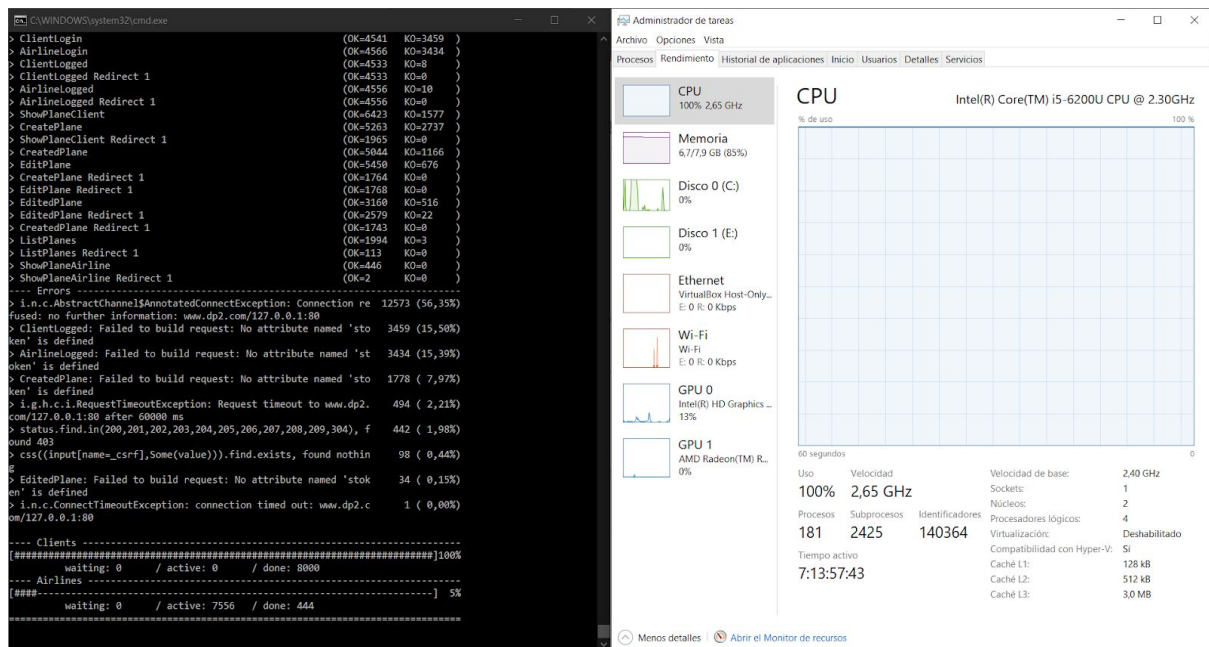 C:\WINDOWS\system32\cmd.exe
> ClientLogin (OK=4541 KO=3459 )
> AirlineLogin (OK=4566 KO=3434 )
> ClientLogged (OK=4533 KO=8 )
> ClientLogged Redirect 1 (OK=4533 KO=0 )
> AirlineLogged (OK=4556 KO=10 )
> AirlineLogged Redirect 1 (OK=4556 KO=0 )
> ShowPlaneClient (OK=6423 KO=1577 )
> CreatePlane (OK=5263 KO=2737 )
> ShowPlaneClient Redirect 1 (OK=1965 KO=0 )
> CreatedPlane (OK=5044 KO=1166 )
> EditPlane (OK=5450 KO=676 )
> CreatePlane Redirect 1 (OK=1764 KO=0 )
> EditPlane Redirect 1 (OK=1768 KO=0 )
> EditedPlane (OK=3160 KO=516 )
> EditedPlane Redirect 1 (OK=2579 KO=22 )
> CreatedPlane Redirect 1 (OK=1743 KO=0 )
> ListPlanes (OK=1994 KO=3 )
> ListPlanes Redirect 1 (OK=113 KO=0 )
> ShowPlaneAirline (OK=446 KO=0 )
> ShowPlaneAirline Redirect 1 (OK=2 KO=0 )
---- Errors --------------------------------------------------------------------
> i.n.c.AbstractChannel$AnnotatedConnectException: Connection re 12573 (56,35%)
fused: no further information: www.dp2.com/127.0.0.1:80
> ClientLogged: Failed to build request: No attribute named 'sto 3459 (15,50%)
ken' is defined
> AirlineLogged: Failed to build request: No attribute named 'st 3434 (15,39%)
oken' is defined
> CreatedPlane: Failed to build request: No attribute named 'sto 1778 ( 7,97%)
ken' is defined
> i.g.h.c.i.RequestTimeoutException: Request timeout to www.dp2. 494 ( 2,21%)
com/127.0.0.1:80 after 60000 ms
> status.find.in(200,201,202,203,204,205,206,207,208,209,304), f 442 ( 1,98%)
ound 403
> css((input[name=_csrf],Some(value))).find.exists, found nothin 98 ( 0,44%)
g
> EditedPlane: Failed to build request: No attribute named 'stok 34 ( 0,15%)
en' is defined
> i.n.c.ConnectTimeoutException: connection timed out: www.dp2.c 1 ( 0,00%)
om/127.0.0.1:80
---- Clients -------------------------------------------------------------------
[##########################################################################]100%
waiting: 0 / active: 0 / done: 8000
---- Airlines ------------------------------------------------------------------
[####----------------------------------------------------------------------] 5%
waiting: 0 / active: 7556 / done: 444
================================================================================
Administrador de tareas
Archivo Opciones Vista
Procesos Rendimiento Historial de aplicaciones Inicio Usuarios Detalles Servicios
CPU
100% 2,65 GHz
Memoria
6,7/7,9 GB (85%)
Disco 0 (C:)
0%
Disco 1 (E:)
0%
Ethernet
VirtualBox Host-Only...
E: 0 R: 0 Kbps
Wi-Fi
Wi-Fi
E: 0 R: 0 Kbps
GPU 0
Intel(R) HD Graphics ...
13%
GPU 1
AMD Radeon(TM) R...
0%
CPU Intel(R) Core(TM) i5-6200U CPU @ 2.30GHz
% de uso 100 %
60 segundos 0
Uso Velocidad
100% 2,65 GHz
Procesos Subprocesos Identificadores
181 2425 140364
Tiempo activo
7:13:57:43
Velocidad de base: 2,40 GHz
Sockets: 1
Núcleos: 2
Procesadores lógicos: 4
Virtualización: Deshabilitado
Compatibilidad con Hyper-V: Sí
Caché L1: 128 kB
Caché L2: 512 kB
Caché L3: 3,0 MB
Menos detalles Abrir el Monitor de recursos